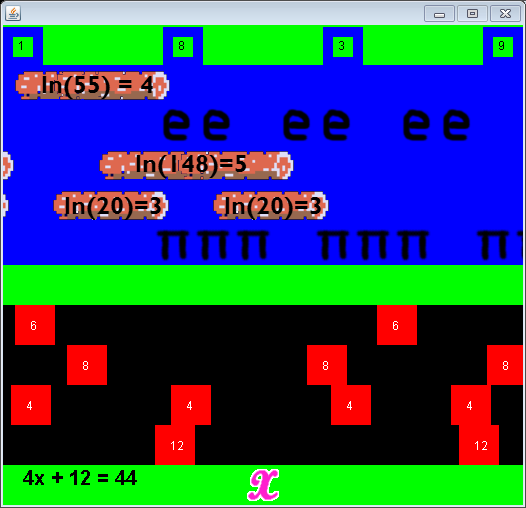 1 8 3 9
ln(55) = 4
e e e e e e
ln(148)=5
ln(20)=3 ln(20)=3
π π π π π π π
6 6
8 8 8
4 4 4 4
12 12
4x + 12 = 44 x